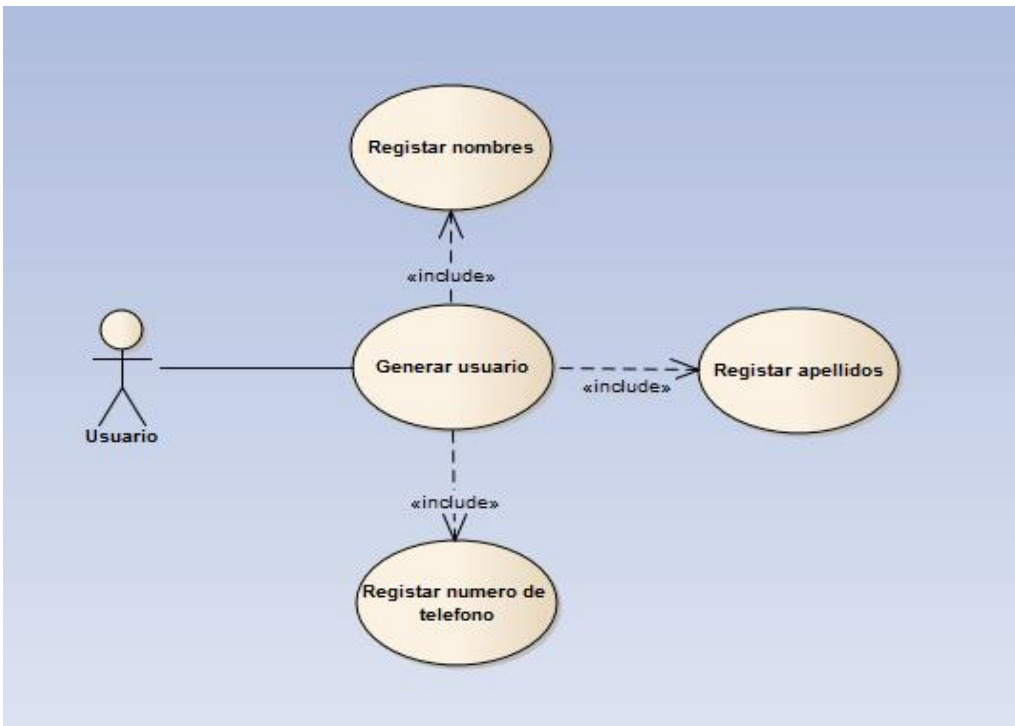 Registar nombres
«include»
Generar usuario
Registar apellidos
«include»
Usuario
«include»
Registar numero de
telefono